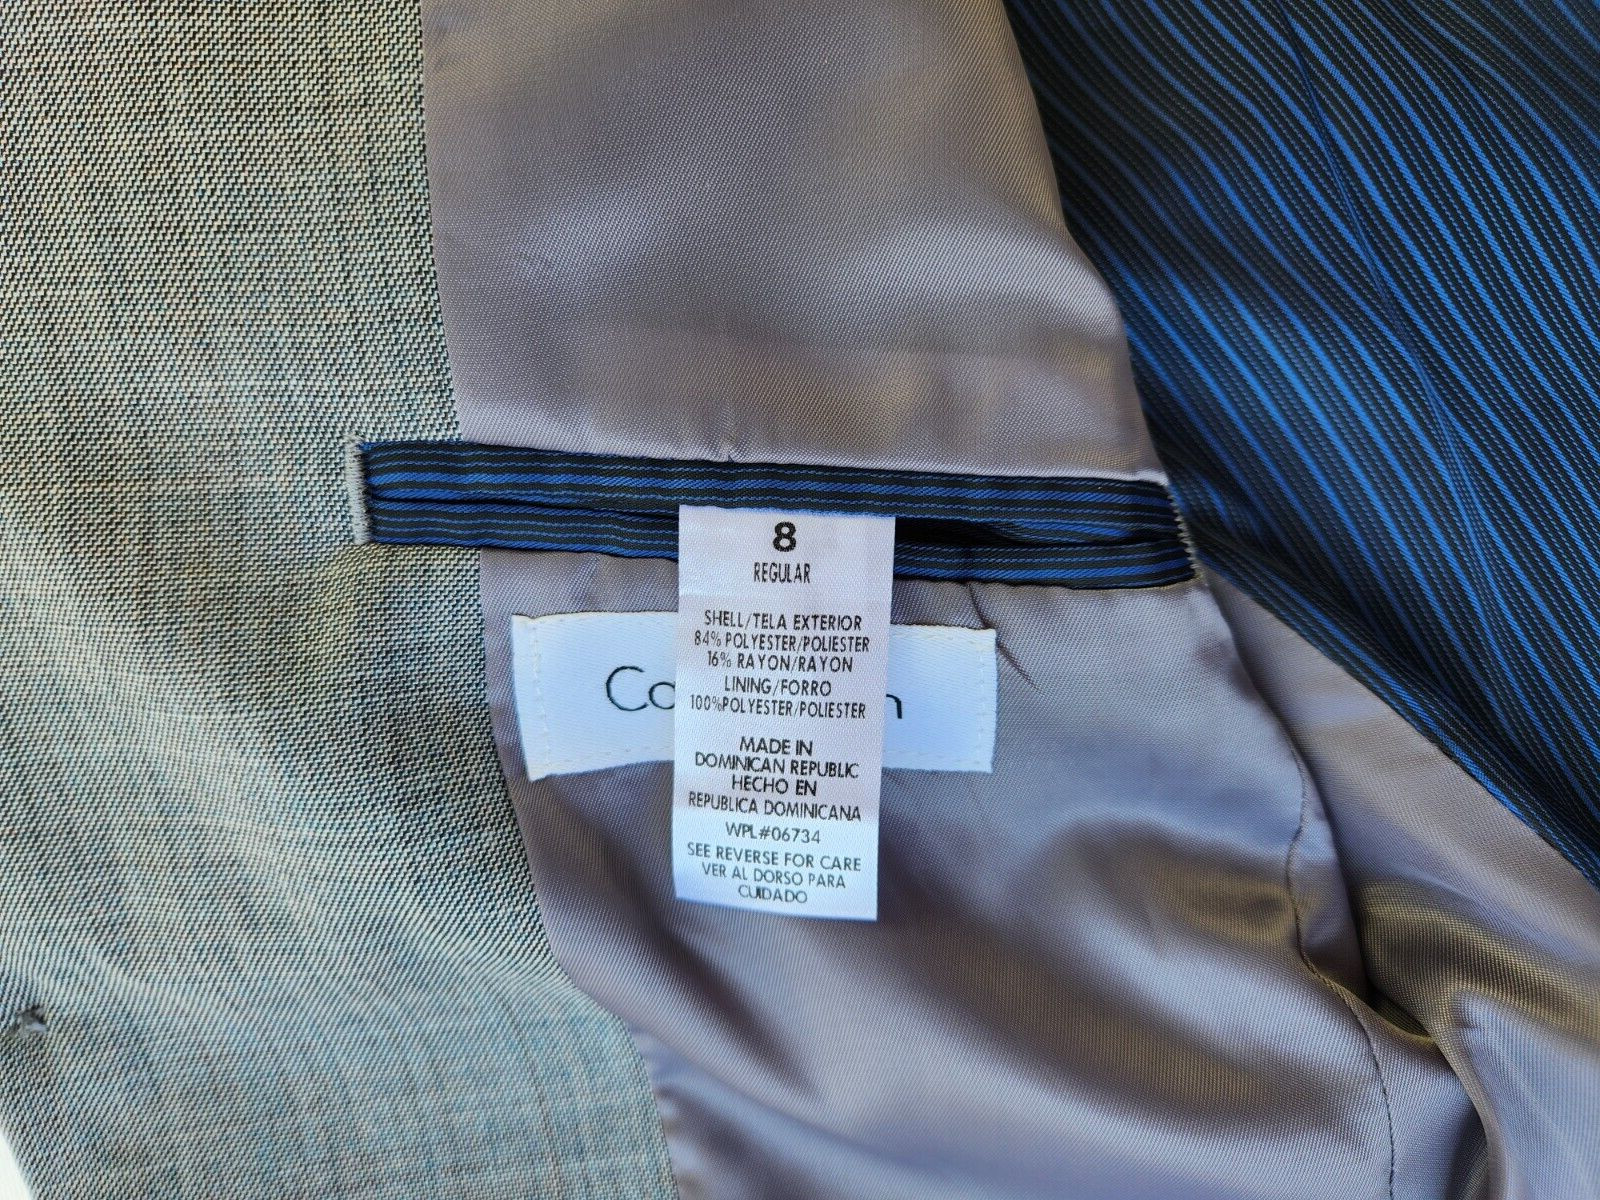 8
REGULAR
SHELL/TELA EXTERIOR
84% POLYESTER/POLIESTER
16% RAYON/RAYON
LINING/FORRO
100%POLYESTER/POLIESTER
MADE IN
DOMINICAN REPUBLIC
HECHO EN
REPUBLICA DOMINICANA
WPL#06734
SEE REVERSE FOR CARE
VER AL DORSO PARA
CUIDADO